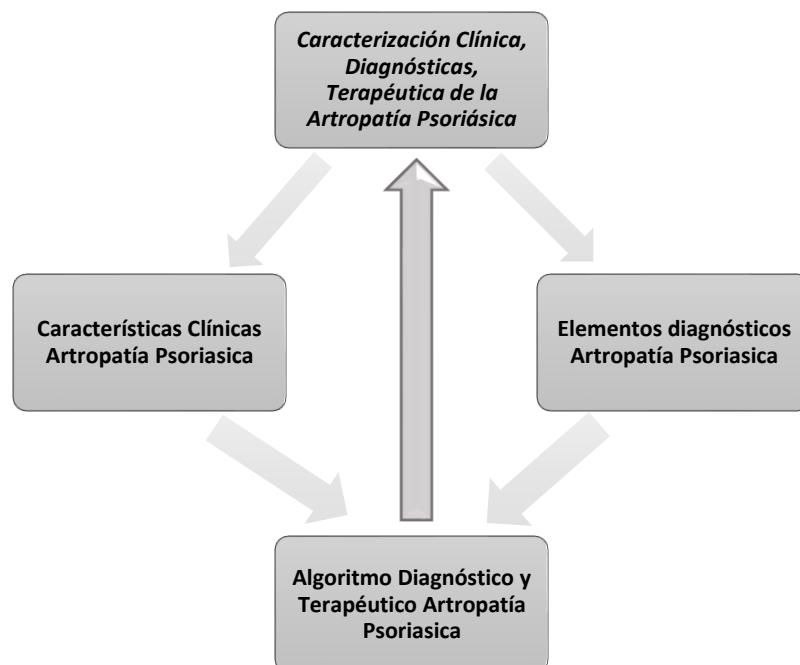 Caracterización Clínica,
Diagnósticas,
Terapéutica de la
Artropatía Psoriásica
Características Clínicas
Artropatía Psoriasica
Elementos diagnósticos
Artropatía Psoriasica
Algoritmo Diagnóstico y
Terapéutico Artropatía
Psoriasica